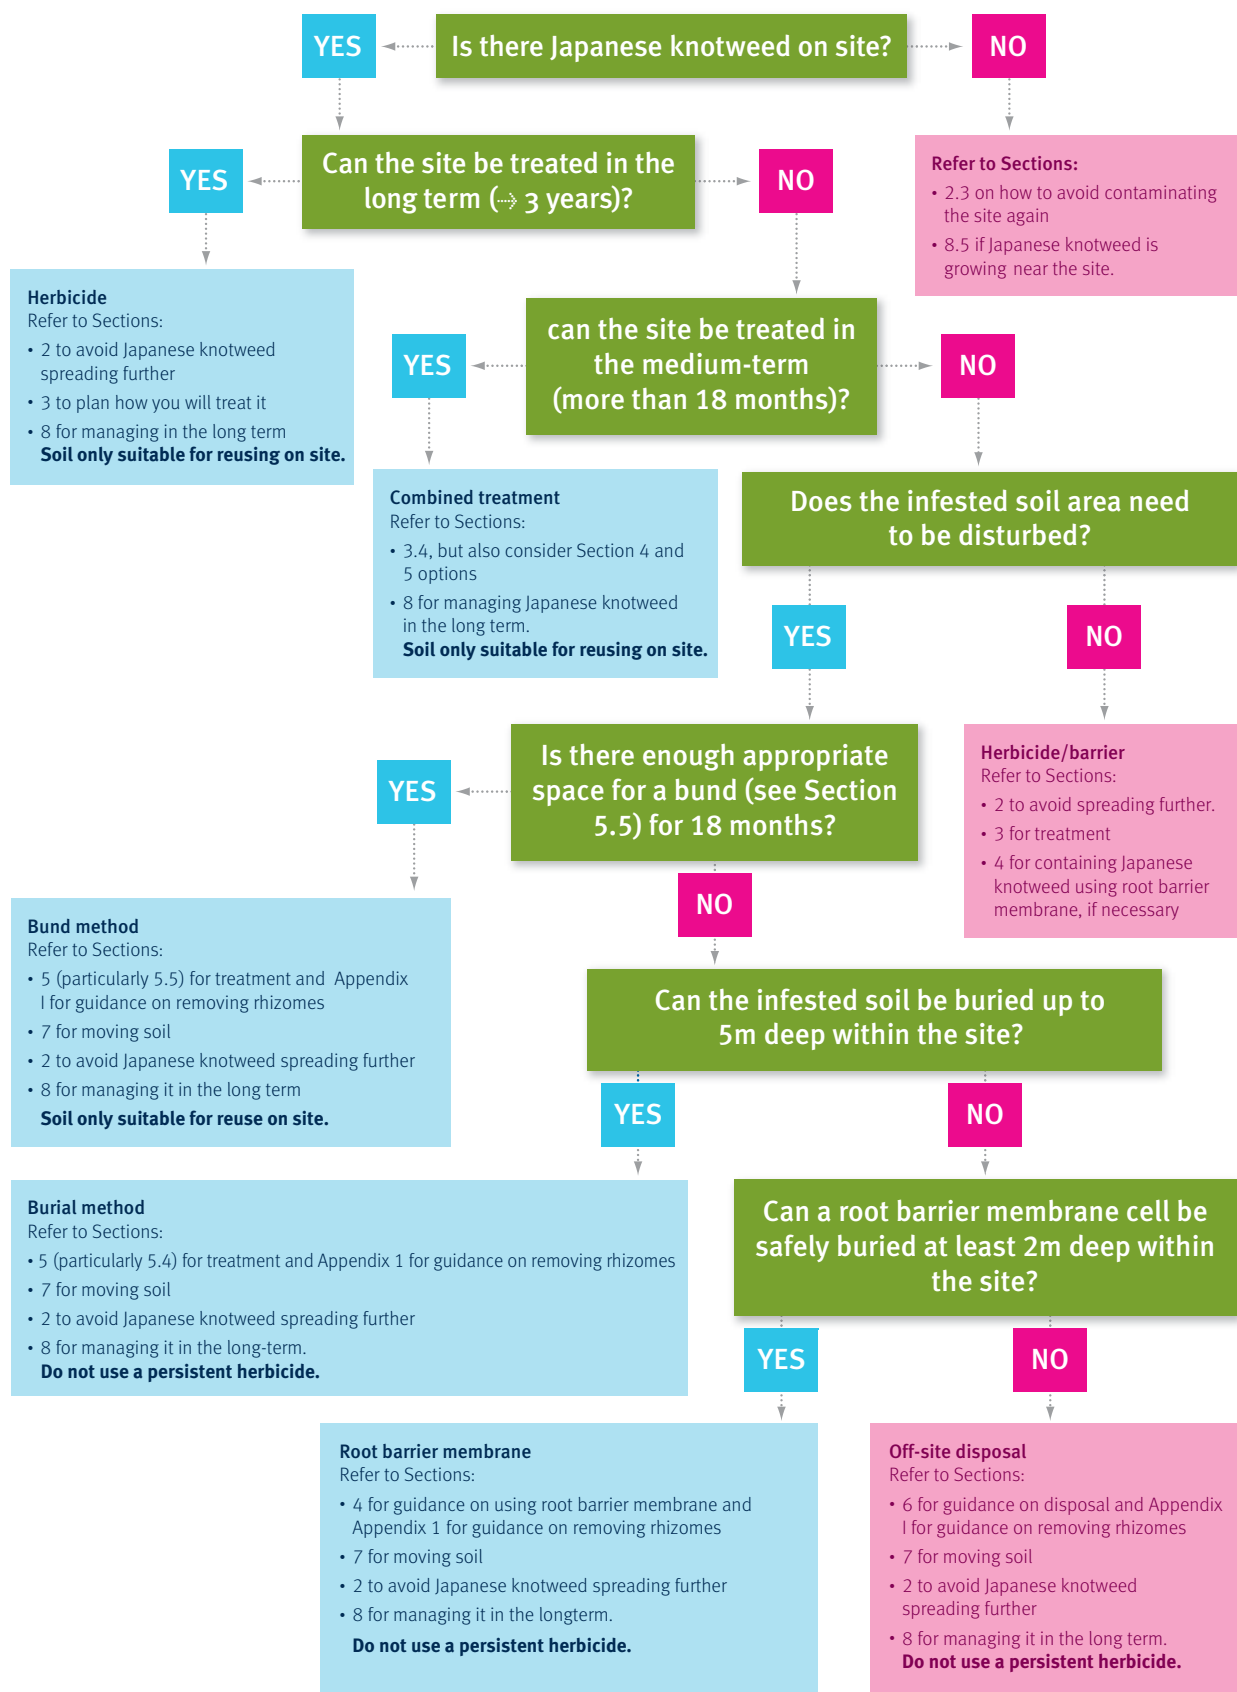 YES
Is there Japanese knotweed on site?
NO
YES
Can the site be treated in the
long term (⇢ 3 years)?
NO
Refer to Sections:
• 2.3 on how to avoid contaminating
the site again
• 8.5 if Japanese knotweed is
growing near the site.
Herbicide
Refer to Sections:
• 2 to avoid Japanese knotweed
spreading further
• 3 to plan how you will treat it
• 8 for managing in the long term
Soil only suitable for reusing on site.
YES
can the site be treated in
the medium-term
(more than 18 months)?
NO
Combined treatment
Refer to Sections:
• 3.4, but also consider Section 4 and
5 options
• 8 for managing Japanese knotweed
in the long term.
Soil only suitable for reusing on site.
Does the infested soil area need
to be disturbed?
YES
NO
YES
Is there enough appropriate
space for a bund (see Section
5.5) for 18 months?
NO
Herbicide/barrier
Refer to Sections:
• 2 to avoid spreading further.
• 3 for treatment
• 4 for containing Japanese
knotweed using root barrier
membrane, if necessary
Bund method
Refer to Sections:
• 5 (particularly 5.5) for treatment and Appendix
I for guidance on removing rhizomes
• 7 for moving soil
• 2 to avoid Japanese knotweed spreading further
• 8 for managing it in the long term
Soil only suitable for reuse on site.
Can the infested soil be buried up to
5m deep within the site?
YES
NO
Burial method
Refer to Sections:
• 5 (particularly 5.4) for treatment and Appendix 1 for guidance on removing rhizomes
• 7 for moving soil
• 2 to avoid Japanese knotweed spreading further
• 8 for managing it in the long-term.
Do not use a persistent herbicide.
Can a root barrier membrane cell be
safely buried at least 2m deep within
the site?
YES
NO
Root barrier membrane
Refer to Sections:
• 4 for guidance on using root barrier membrane and
Appendix 1 for guidance on removing rhizomes
• 7 for moving soil
• 2 to avoid Japanese knotweed spreading further
• 8 for managing it in the longterm.
Do not use a persistent herbicide.
Off-site disposal
Refer to Sections:
• 6 for guidance on disposal and Appendix
I for guidance on removing rhizomes
• 7 for moving soil
• 2 to avoid Japanese knotweed
spreading further
• 8 for managing it in the long term.
Do not use a persistent herbicide.